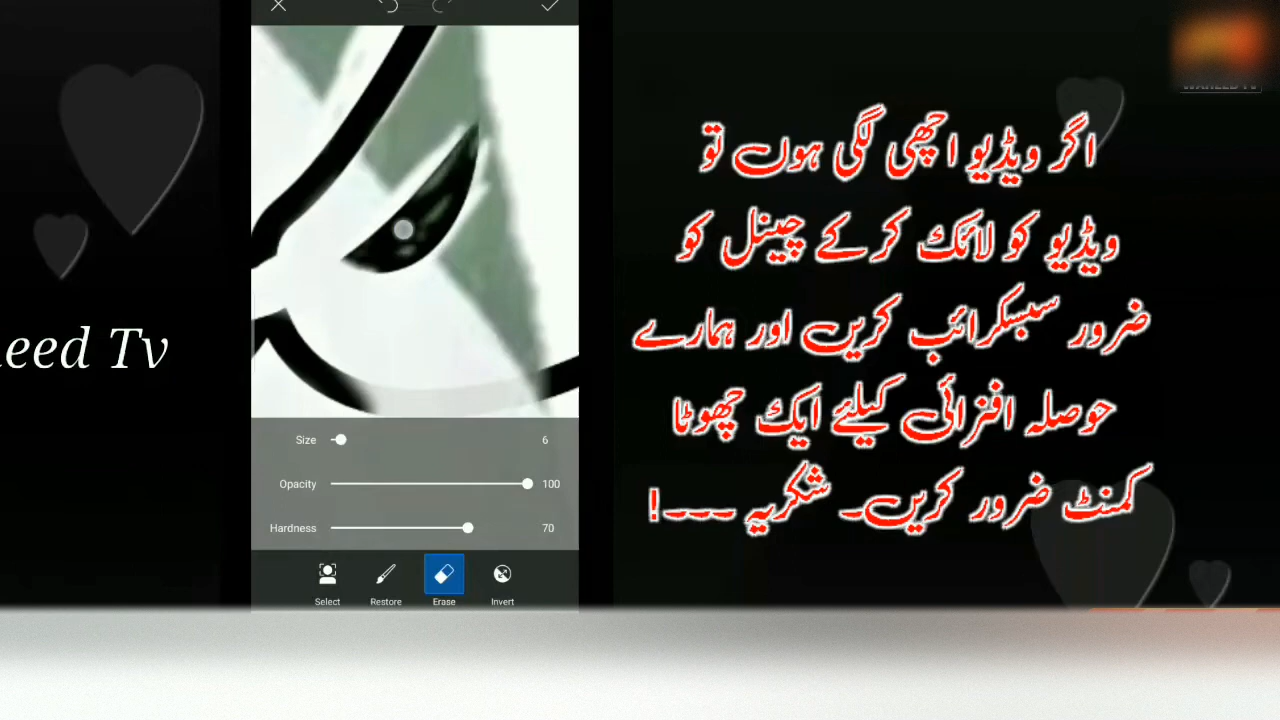 WAHEED TV
اگر ویڈیو اچھی لگی ہوں تو
ویڈیو کو لائک کرکے چینل کو
ضرور سبسکرائب کریں اور ہمارے
حوصلہ افزائی کیلئے ایک چھوٹا
کمنٹ ضرور کریں۔ شکریہ ---!
eed Tv
Size 6
Opacity 100
Hardness 70
Select Restore Erase Invert